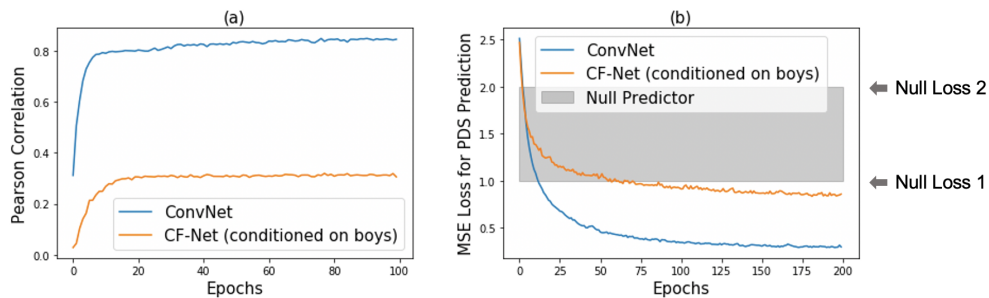 (a)
Pearson Correlation
0.8
0.6
0.4
0.2
0.0
ConvNet
CF-Net (conditioned on boys)
0 20 40 60 80 100
Epochs
(b)
MSE Loss for PDS Prediction
2.5
2.0
1.5
1.0
0.5
ConvNet
CF-Net (conditioned on boys)
Null Predictor
0 25 50 75 100 125 150 175 200
Epochs
Null Loss 2
Null Loss 1